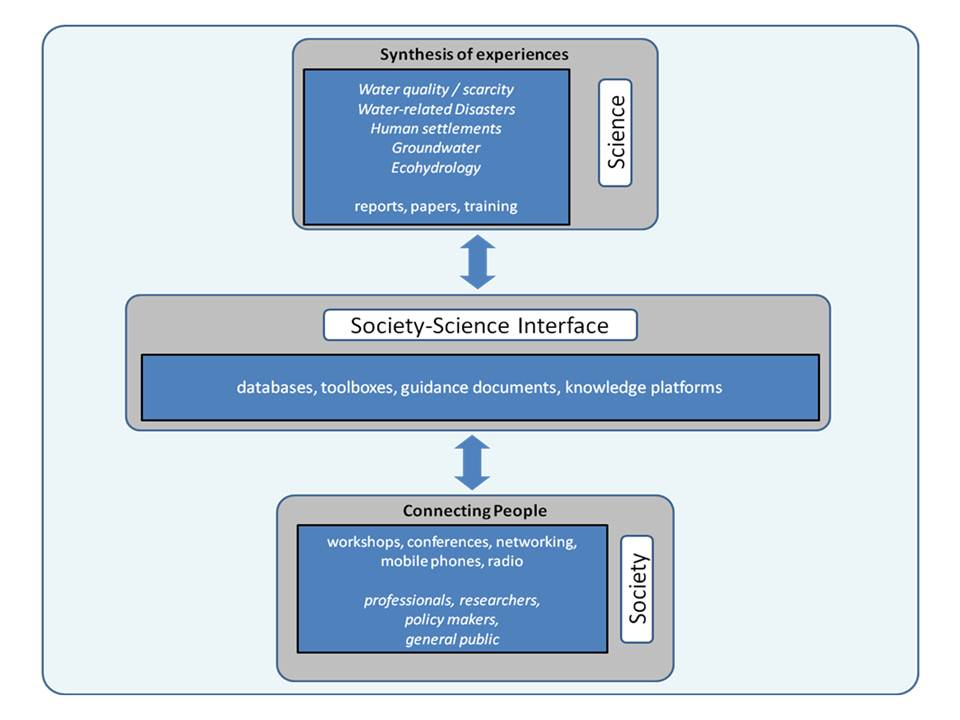 Synthesis of experiences
Water quality / scarcity
Water-related Disasters
Human settlements
Groundwater
Ecohydrology
reports, papers, training
Science
Society-Science Interface
databases, toolboxes, guidance documents, knowledge platforms
Connecting People
workshops, conferences, networking,
mobile phones, radio
professionals, researchers,
policy makers,
general public
Society